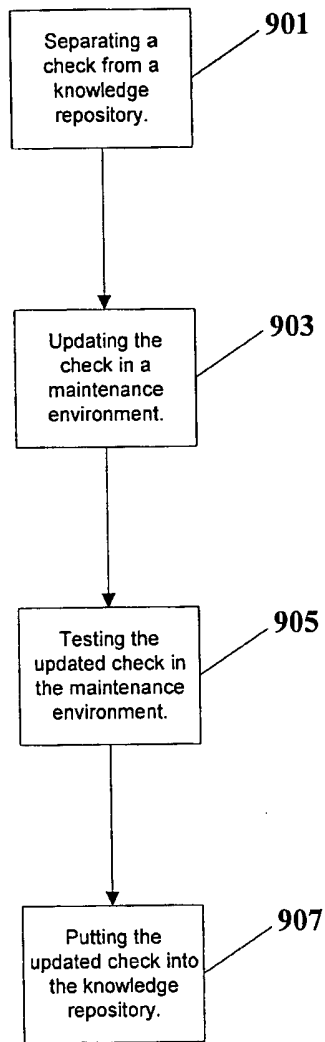 901
Separating a
check from a
knowledge
repository.
903
Updating the
check in a
maintenance
environment.
905
Testing the
updated check in
the maintenance
environment.
907
Putting the
updated check into
the knowledge
repository.